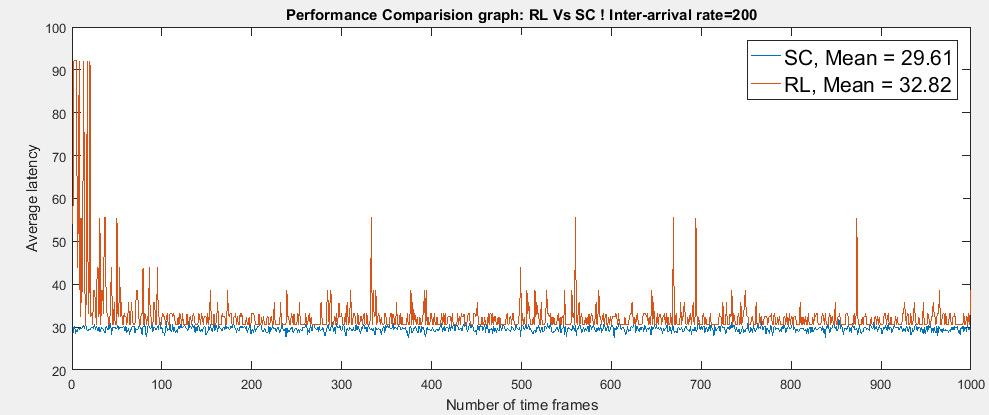 Performance Comparision graph: RL Vs SC ! Inter-arrival rate=200
SC, Mean = 29.61
RL, Mean = 32.82
Average latency
100
90
80
70
60
50
40
30
20
0 100 200 300 400 500 600 700 800 900 1000
Number of time frames